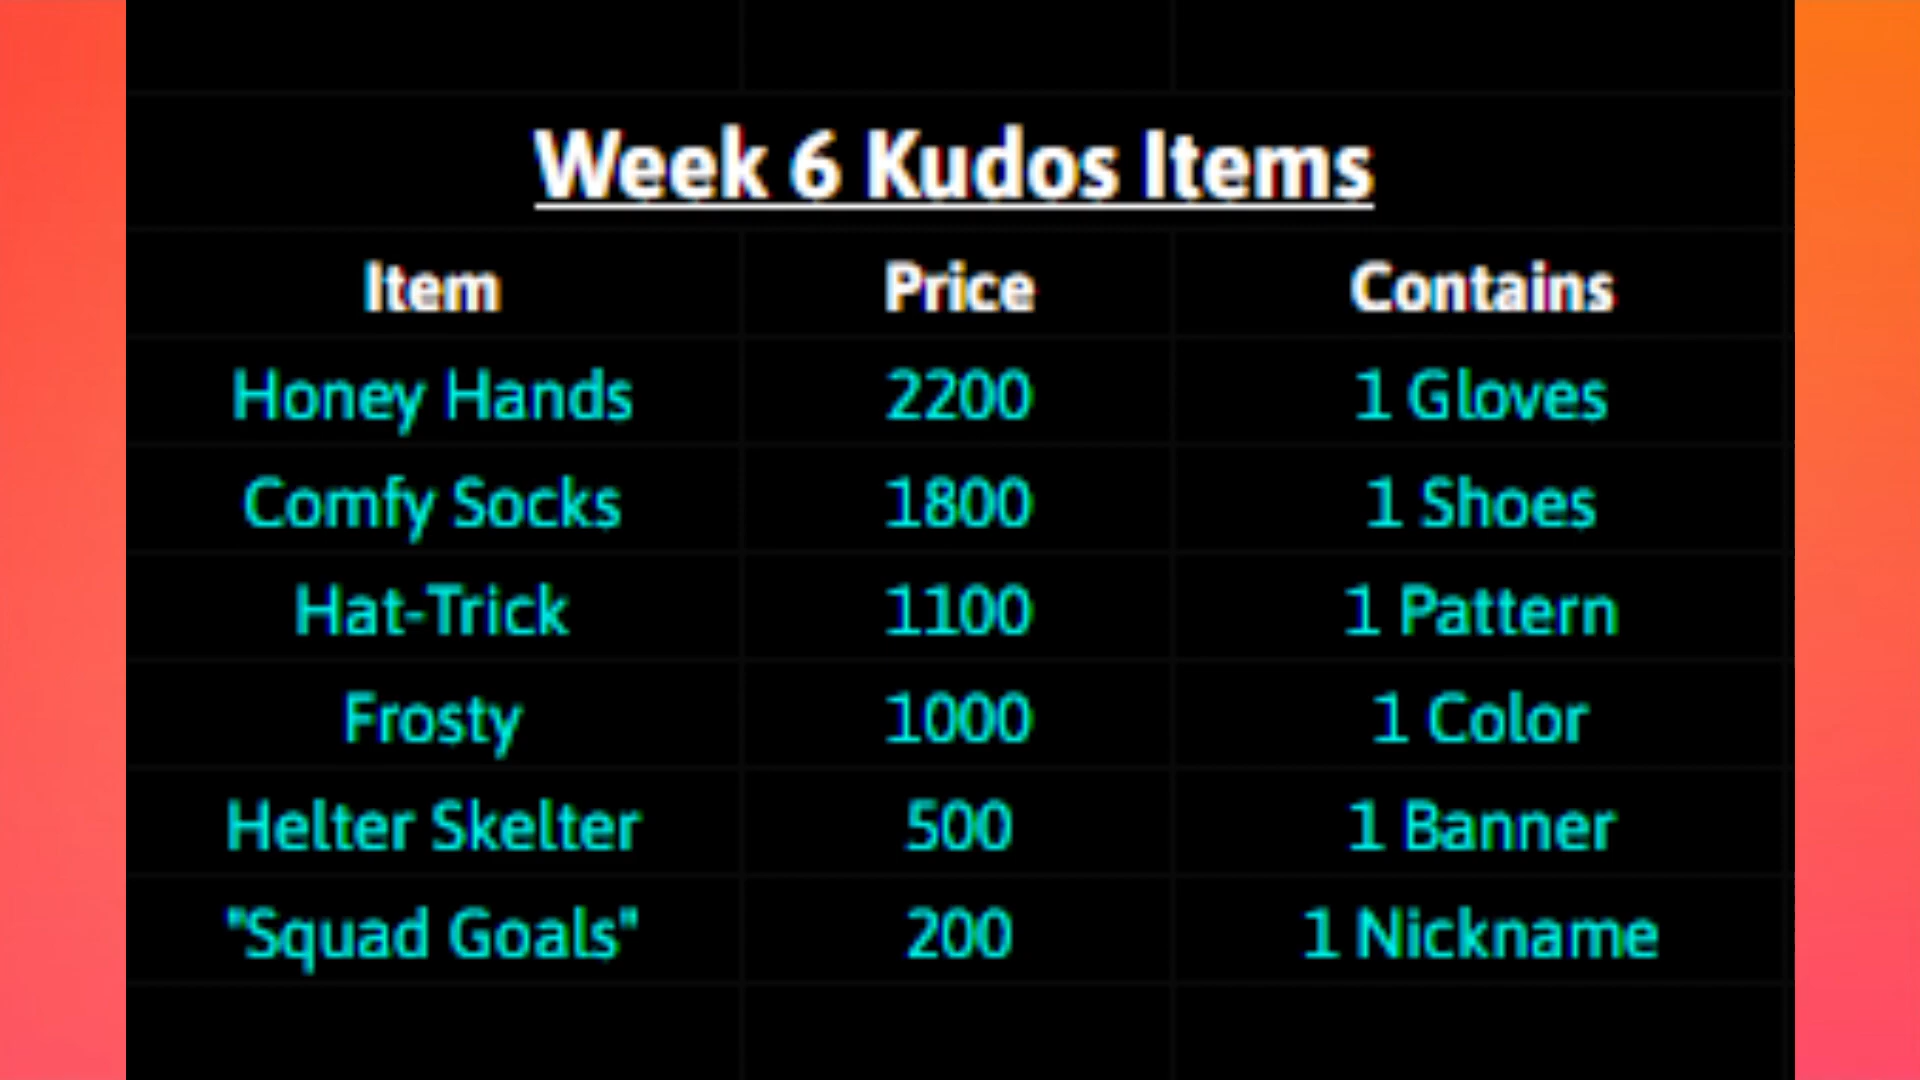 Week 6 Kudos Items
Item Price Contains
Honey Hands 2200 1 Gloves
Comfy Socks 1800 1 Shoes
Hat-Trick 1100 1 Pattern
Frosty 1000 1 Color
Helter Skelter 500 1 Banner
"Squad Goals" 200 1 Nickname